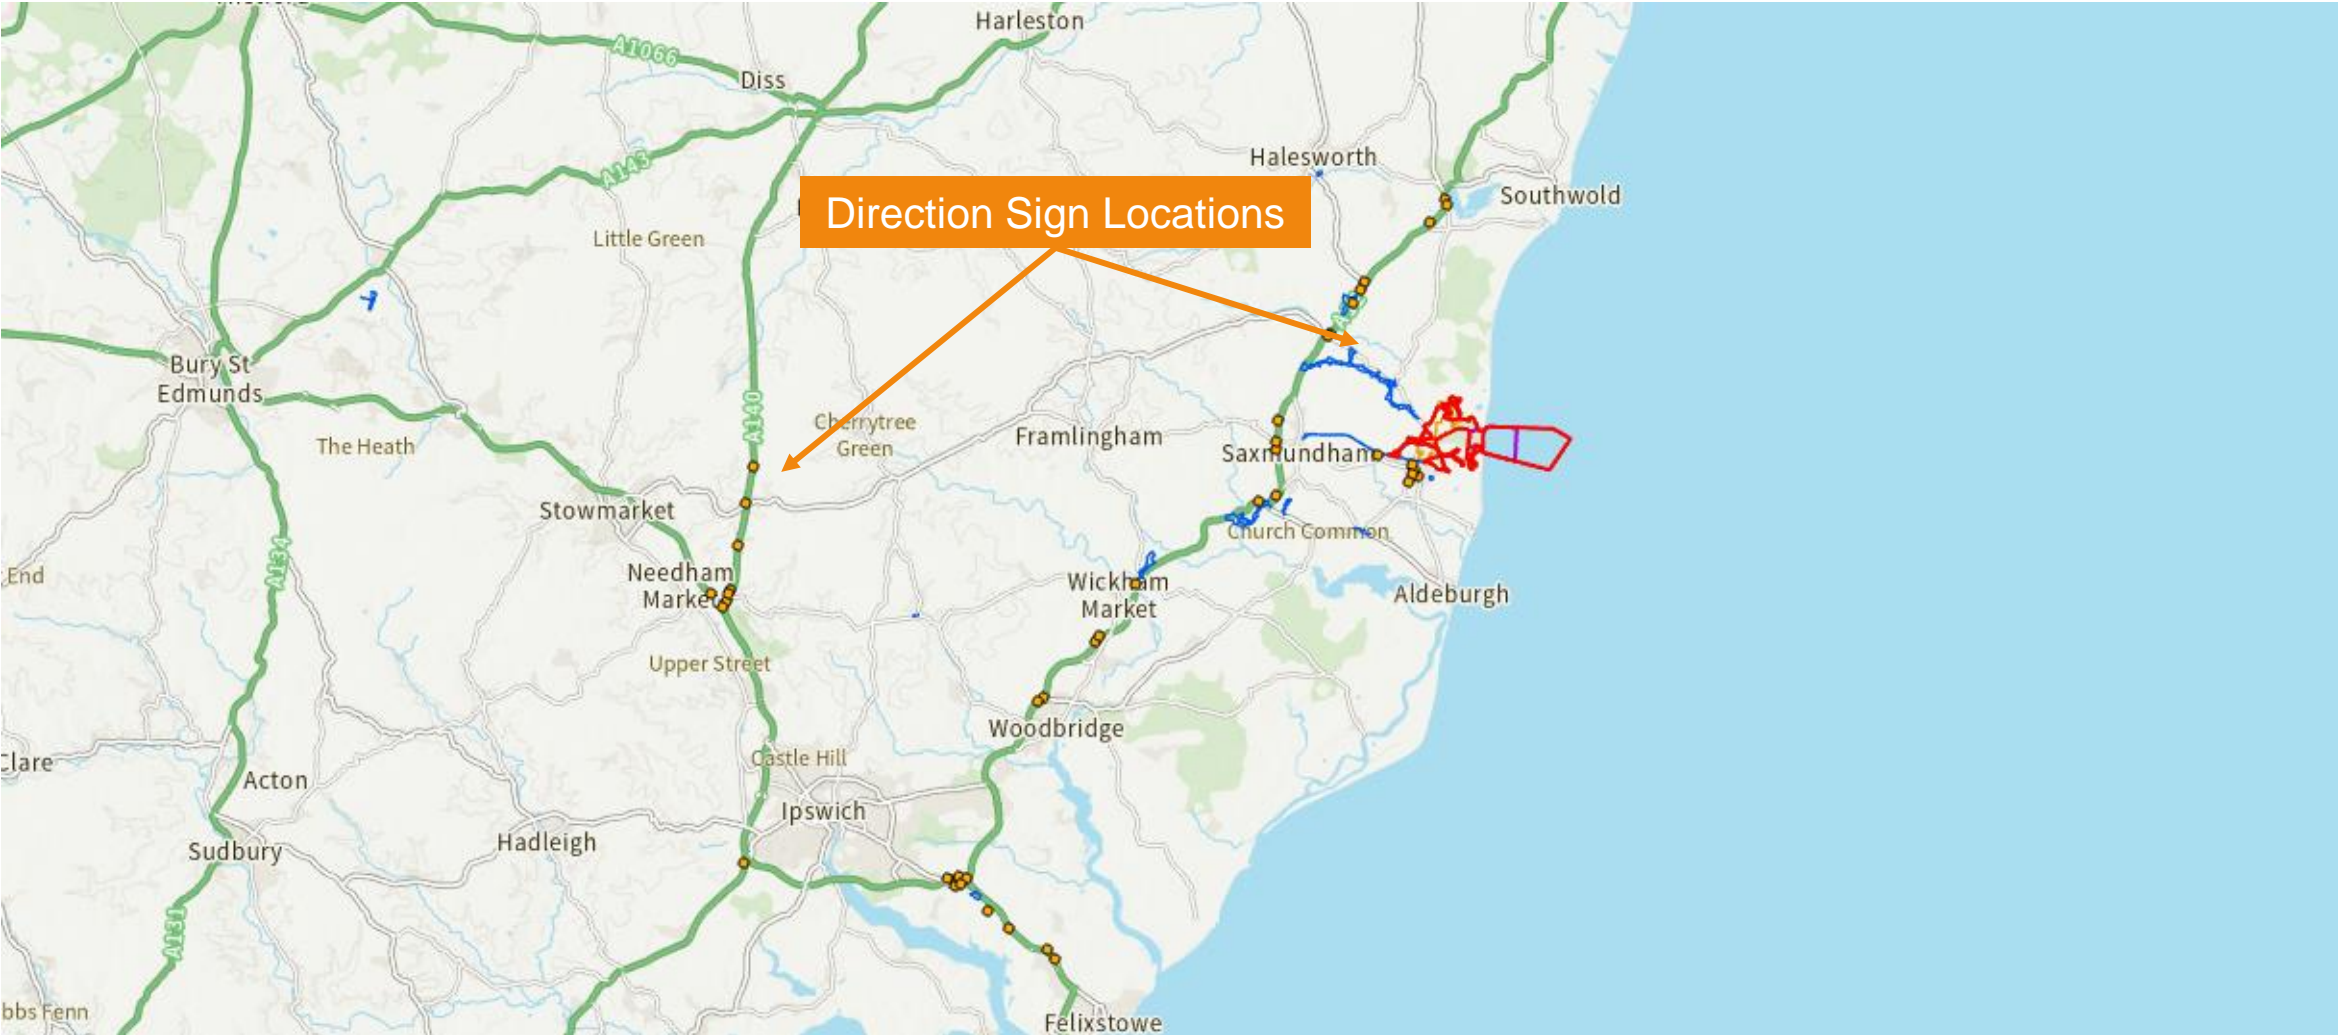 Harleston
A1066
Diss
A143
Halesworth
Southwold
Direction Sign Locations
Little Green
Bury St
Edmunds
A140
Cherrytree
Green
The Heath
Framlingham
Saxmundham
Stowmarket
Church Common
A134
End
Needham
Market
Wickham
Market
Aldeburgh
Upper Street
Woodbridge
Clare
Castle Hill
Acton
Ipswich
Hadleigh
Sudbury
A131
bbs Fenn
Felixstowe